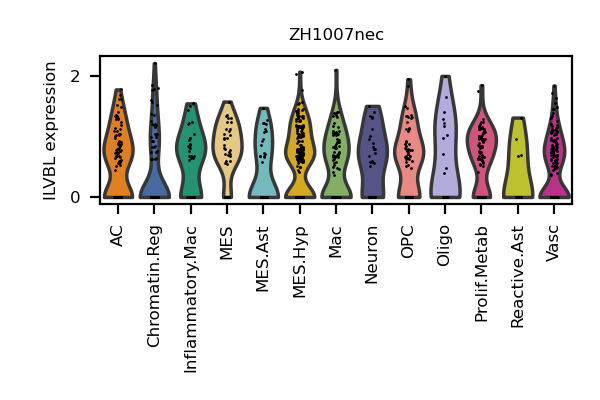 ZH1007nec
ILVBL expression
2
0
AC
Chromatin.Reg
Inflammatory.Mac
MES
MES.Ast
MES.Hyp
Mac
Neuron
OPC
Oligo
Prolif.Metab
Reactive.Ast
Vasc